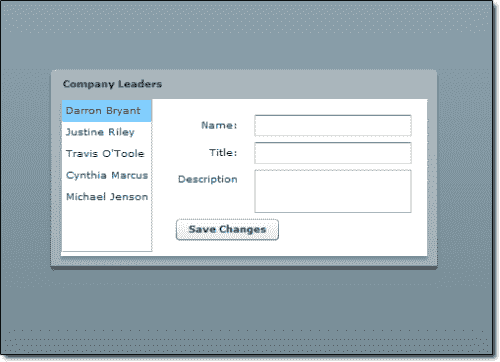 Company Leaders
Darron Bryant
Justine Riley
Travis O'Toole
Cynthia Marcus
Michael Jenson
Name:
Title:
Description
Save Changes